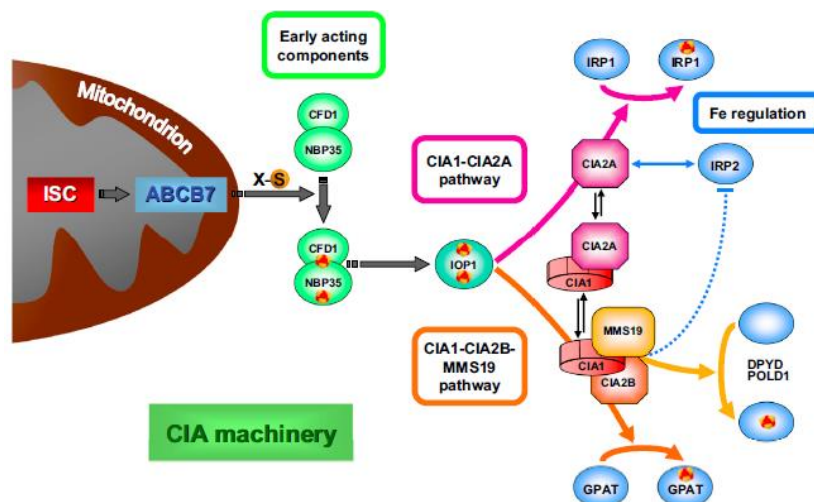 Early acting
components
Mitochondrion
ISC
ABCB7
X-S
CFD1
NBP35
CFD1
NBP35
IOP1
CIA1-CIA2A
pathway
IRP1
IRP1
Fe regulation
CIA2A
IRP2
CIA2A
CIA1
CIA1-CIA2B-
MMS19
pathway
MMS19
CIA1
CIA2B
DPYD
POLD1
CIA machinery
GPAT
GPAT